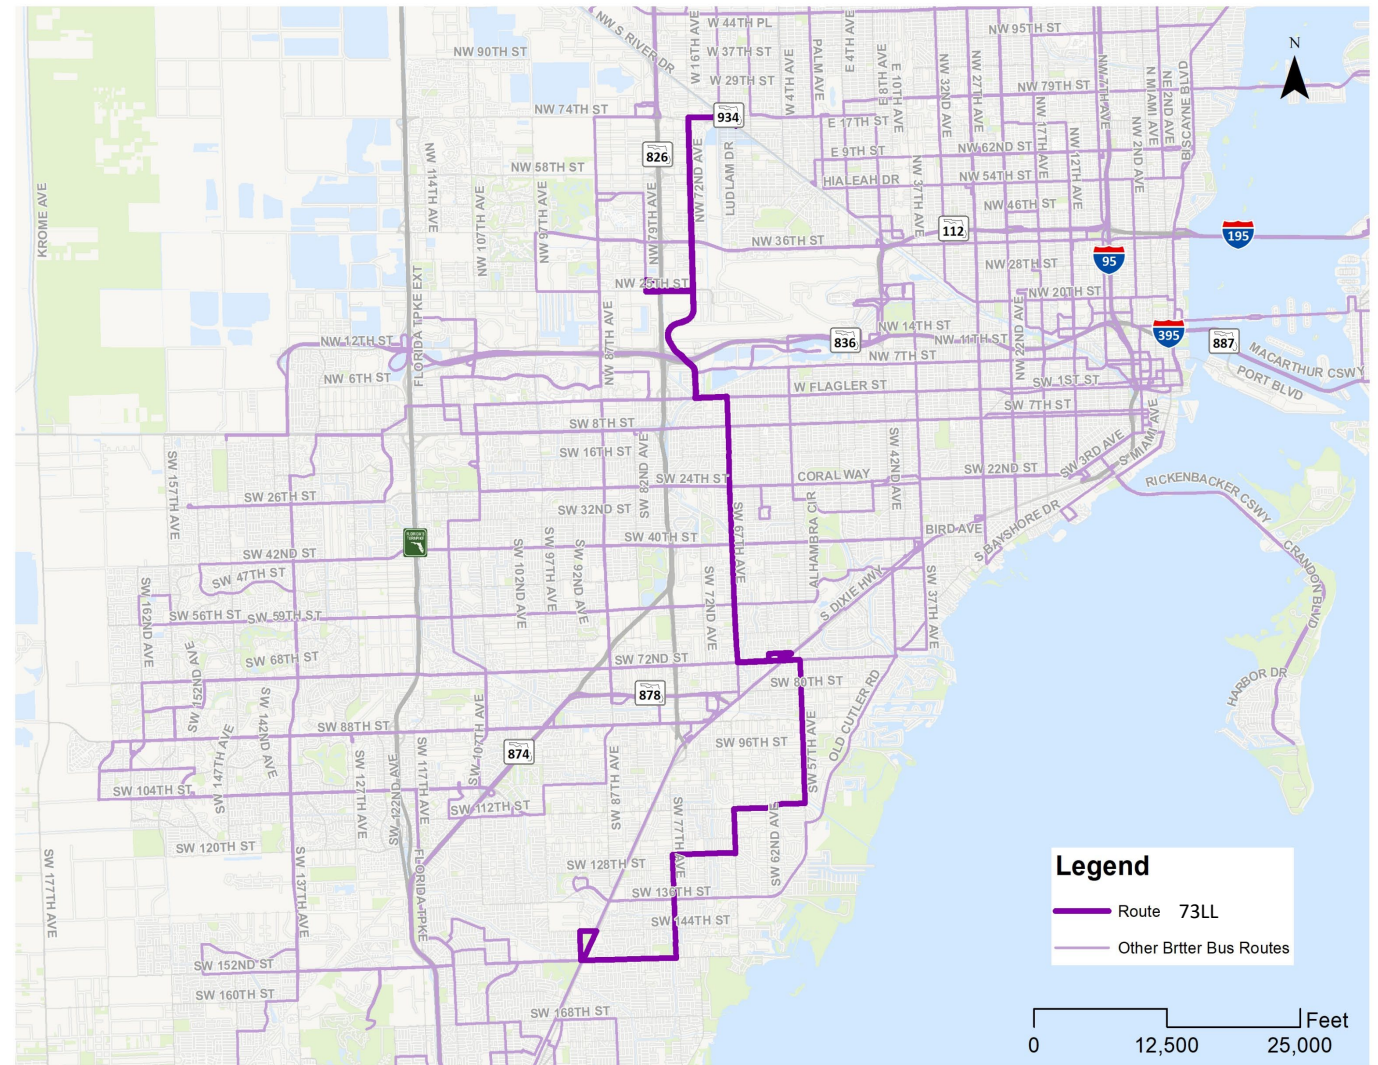 W 44TH PL
NW 95TH ST
NW S RIVER DR
W 16TH AVE
E 4TH AVE
NW 90TH ST
W 37TH ST
PALM AVE
W 4TH AVE
E 8TH AVE
E 10TH AVE
NW 32ND AVE
NW 27TH AVE
NW 7TH AVE
N MIAMI AVE
NE 2ND AVE
BISCAYNE BLVD
N
W 29TH ST
NW 79TH ST
NW 74TH ST
934
E 17TH ST
NW 17TH AVE
NW 12TH AVE
NW 2ND AVE
826
E 9TH ST
NW 62ND ST
NW 58TH ST
NW 114TH AVE
NW 72ND AVE
LUDLAM DR
HIALEAH DR
NW 54TH ST
NW 37TH AVE
KROME AVE
NW 107TH AVE
NW 97TH AVE
NW 79TH AVE
NW 46TH ST
112
195
NW 36TH ST
95
NW 28TH ST
FLORIDA TPKE EXT
NW 25TH ST
NW 20TH ST
NW 87TH AVE
NW 22ND AVE
NW 14TH ST
395
887
NW 12TH ST
836
NW 11TH ST
NW 7TH ST
MACARTHUR CSWY
PORT BLVD
NW 6TH ST
W FLAGLER ST
SW 1ST ST
SW 7TH ST
SW 8TH ST
S MIAMI AVE
SW 3RD AVE
SW 16TH ST
SW 82ND AVE
SW 42ND AVE
SW 157TH AVE
SW 24TH ST
CORAL WAY
SW 22ND ST
RICKENBACKER CSWY
SW 26TH ST
SW 32ND ST
SW 67TH AVE
ALHAMBRA CIR
BIRD AVE
S BAYSHORE DR
SW 40TH ST
FLORIDA'S
TURNPIKE
SW 42ND ST
SW 102ND AVE
SW 97TH AVE
SW 92ND AVE
SW 72ND AVE
S DIXIE HWY
SW 37TH AVE
CRANDON BLVD
SW 47TH ST
SW 162ND AVE
SW 56TH ST
SW 59TH ST
SW 68TH ST
SW 72ND ST
SW 152ND AVE
SW 142ND AVE
SW 80TH ST
OLD CUTLER RD
HARBOR DR
878
SW 88TH ST
SW 107TH AVE
SW 57TH AVE
SW 147TH AVE
SW 127TH AVE
SW 122ND AVE
SW 117TH AVE
874
SW 96TH ST
SW 87TH AVE
SW 104TH ST
SW 112TH ST
SW 77TH AVE
SW 62ND AVE
SW 120TH ST
SW 177TH AVE
SW 137TH AVE
FLORIDA TPKE
SW 128TH ST
SW 136TH ST
SW 144TH ST
Legend
Route 73LL
Other Brtter Bus Routes
SW 152ND ST
SW 160TH ST
SW 168TH ST
Feet
0 12,500 25,000